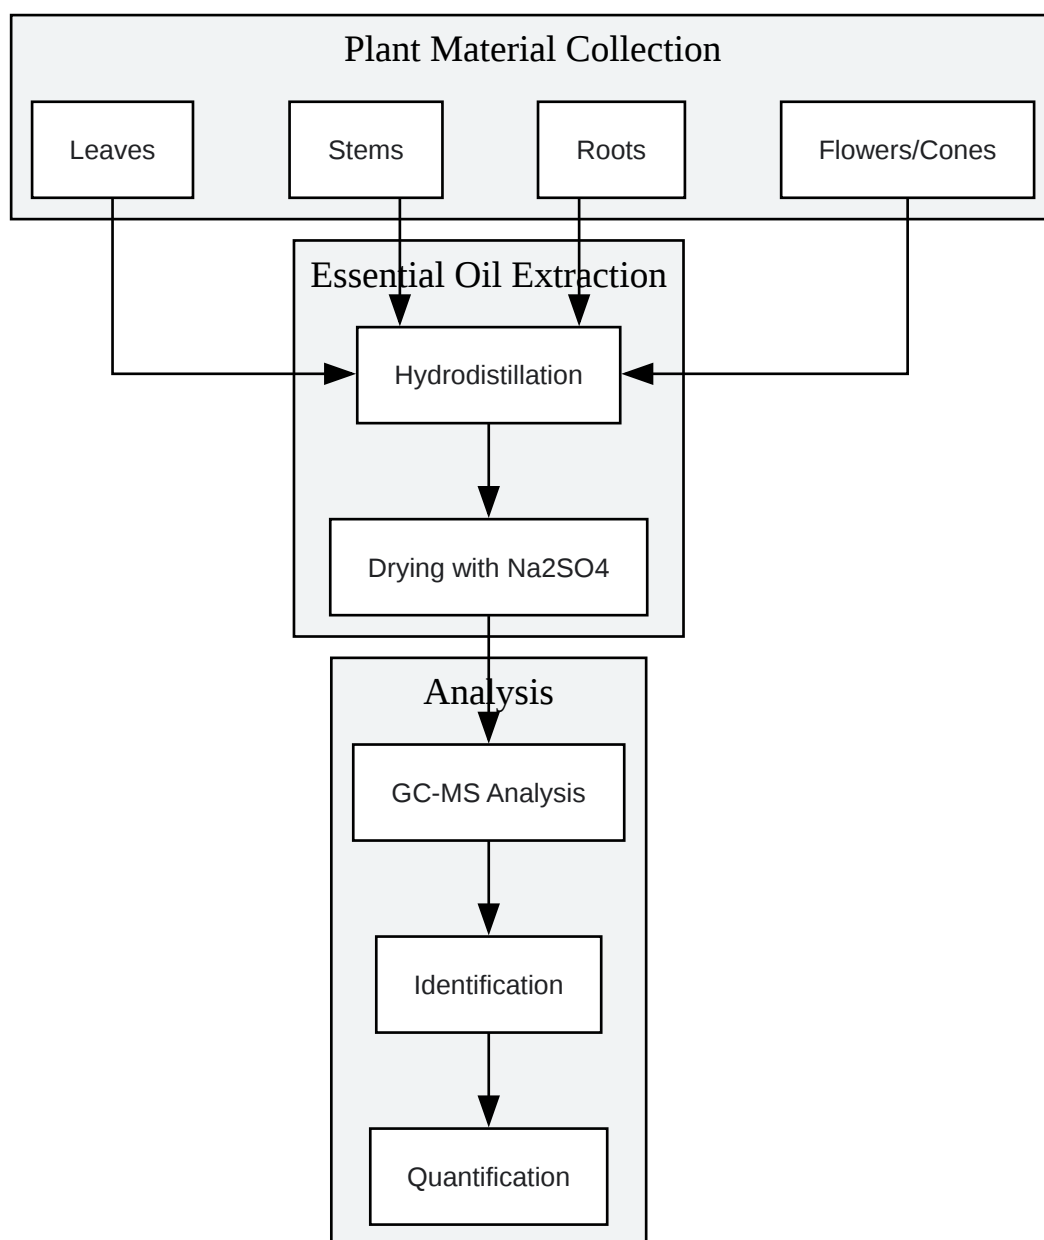 Plant Material Collection
Leaves
Stems
Roots
Flowers/Cones
Essential Oil Extraction
Hydrodistillation
Drying with Na2SO4
Analysis
GC-MS Analysis
Identification
Quantification